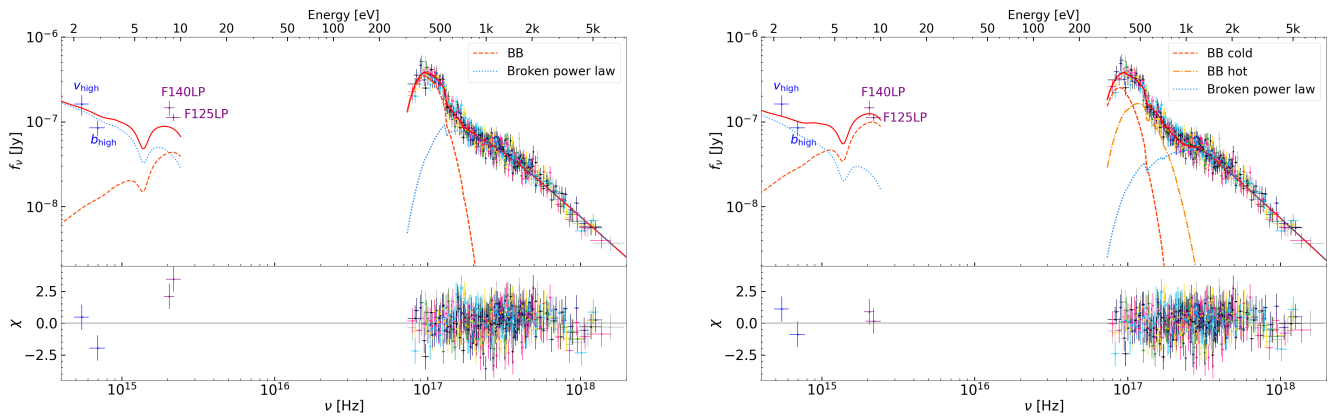 Energy [eV]
2 5 10 20 50 100 200 500 1k 2k 5k
10⁻⁶
10⁻⁷
10⁻⁸
f_ν [Jy]
BB
Broken power law
v_high
b_high
F140LP
F125LP
2.5
0.0
−2.5
χ
10¹⁵ 10¹⁶ 10¹⁷ 10¹⁸
ν [Hz]
Energy [eV]
2 5 10 20 50 100 200 500 1k 2k 5k
10⁻⁶
10⁻⁷
10⁻⁸
f_ν [Jy]
BB cold
BB hot
Broken power law
v_high
b_high
F140LP
F125LP
2.5
0.0
−2.5
χ
10¹⁵ 10¹⁶ 10¹⁷ 10¹⁸
ν [Hz]